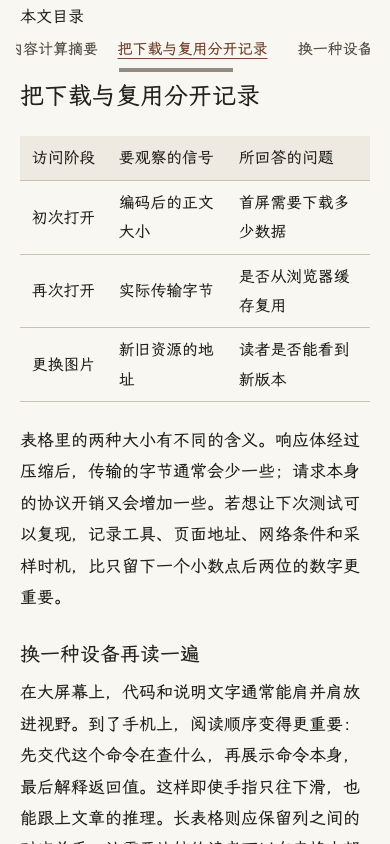 本文目录
内容计算摘要 把下载与复用分开记录 换一种设备
把下载与复用分开记录
访问阶段 要观察的信号 所回答的问题
初次打开 编码后的正文大小 首屏需要下载多少数据
再次打开 实际传输字节 是否从浏览器缓存复用
更换图片 新旧资源的地址 读者是否能看到新版本
表格里的两种大小有不同的含义。响应体经过
压缩后，传输的字节通常会少一些；请求本身
的协议开销又会增加一些。若想让下次测试可
以复现，记录工具、页面地址、网络条件和采
样时机，比只留下一个小数点后两位的数字更
重要。
换一种设备再读一遍
在大屏幕上，代码和说明文字通常能肩并肩放
进视野。到了手机上，阅读顺序变得更重要：
先交代这个命令在查什么，再展示命令本身，
最后解释返回值。这样即使手指只往下滑，也
能跟上文章的推理。长表格则应保留列之间的